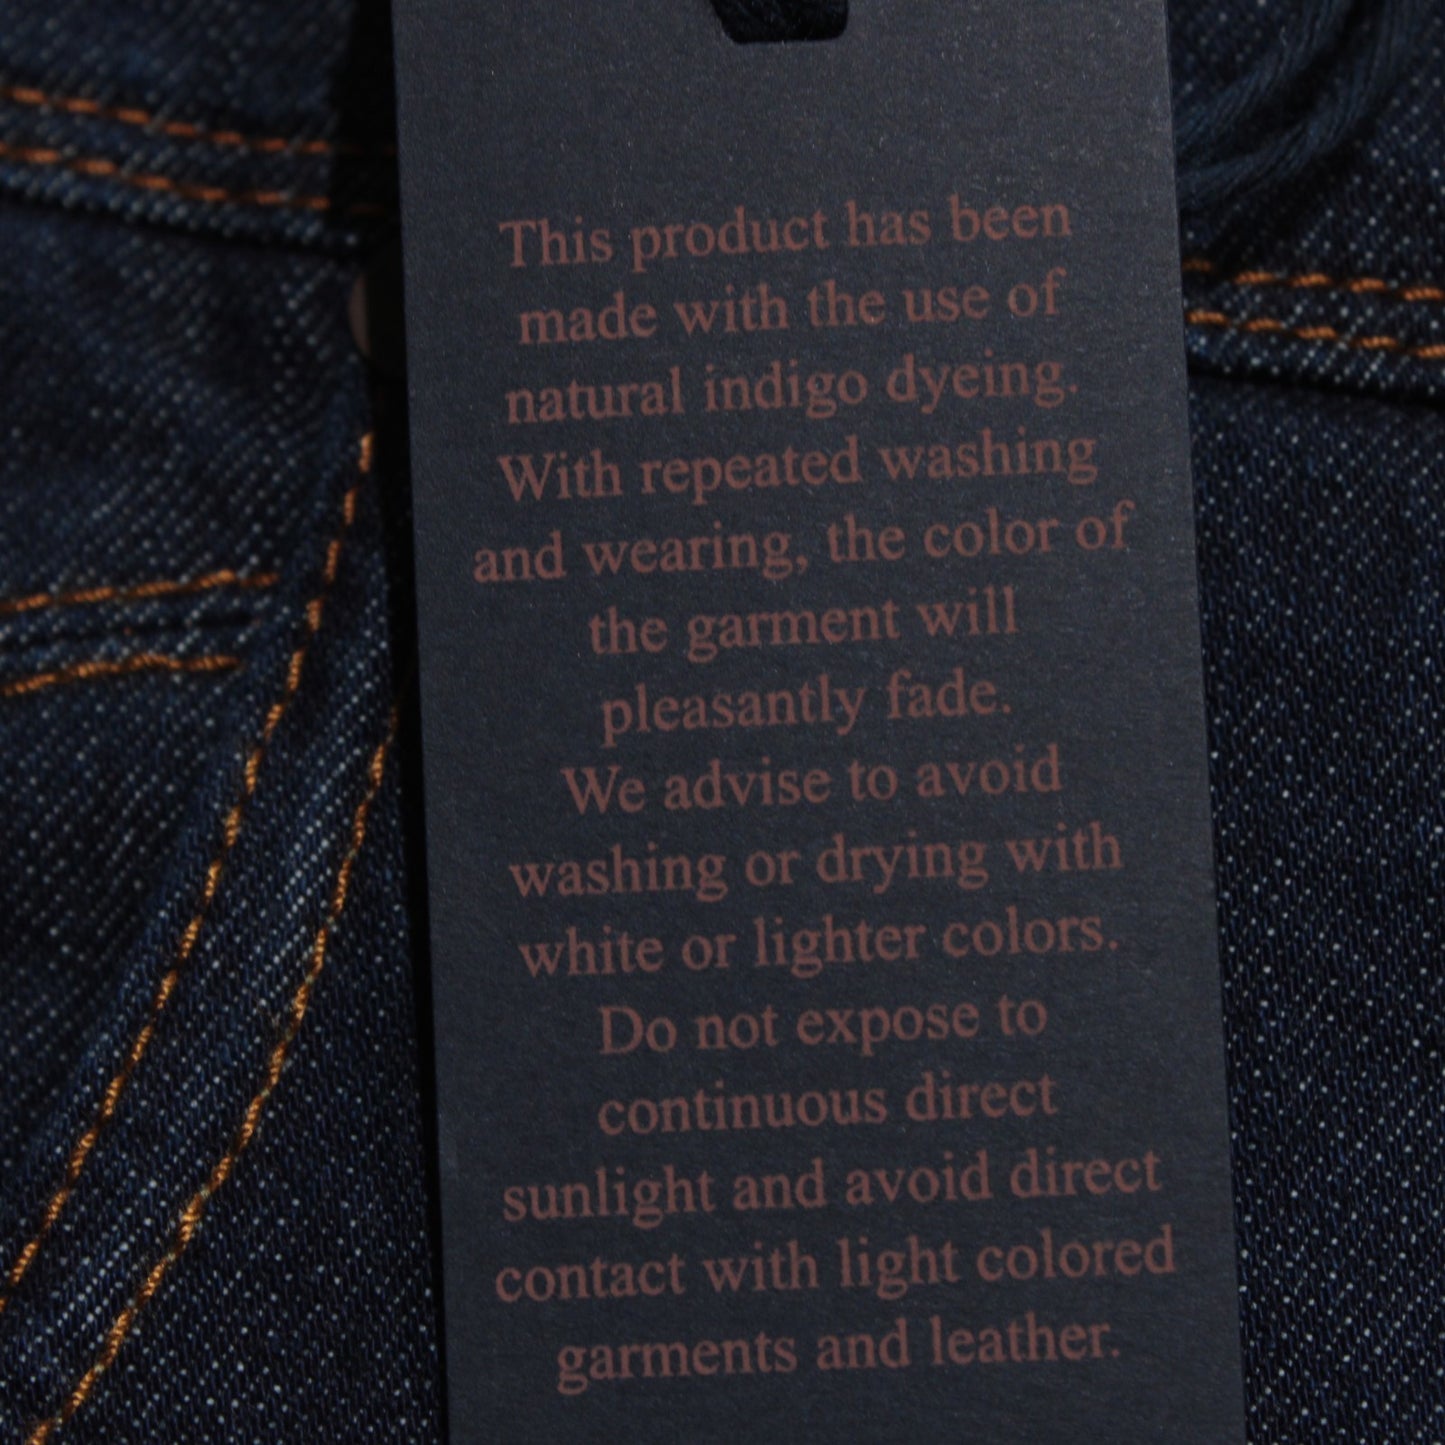 This product has been
made with the use of
natural indigo dyeing.
With repeated washing
and wearing, the color of
the garment will
pleasantly fade.
We advise to avoid
washing or drying with
white or lighter colors.
Do not expose to
continuous direct
sunlight and avoid direct
contact with light colored
garments and leather.